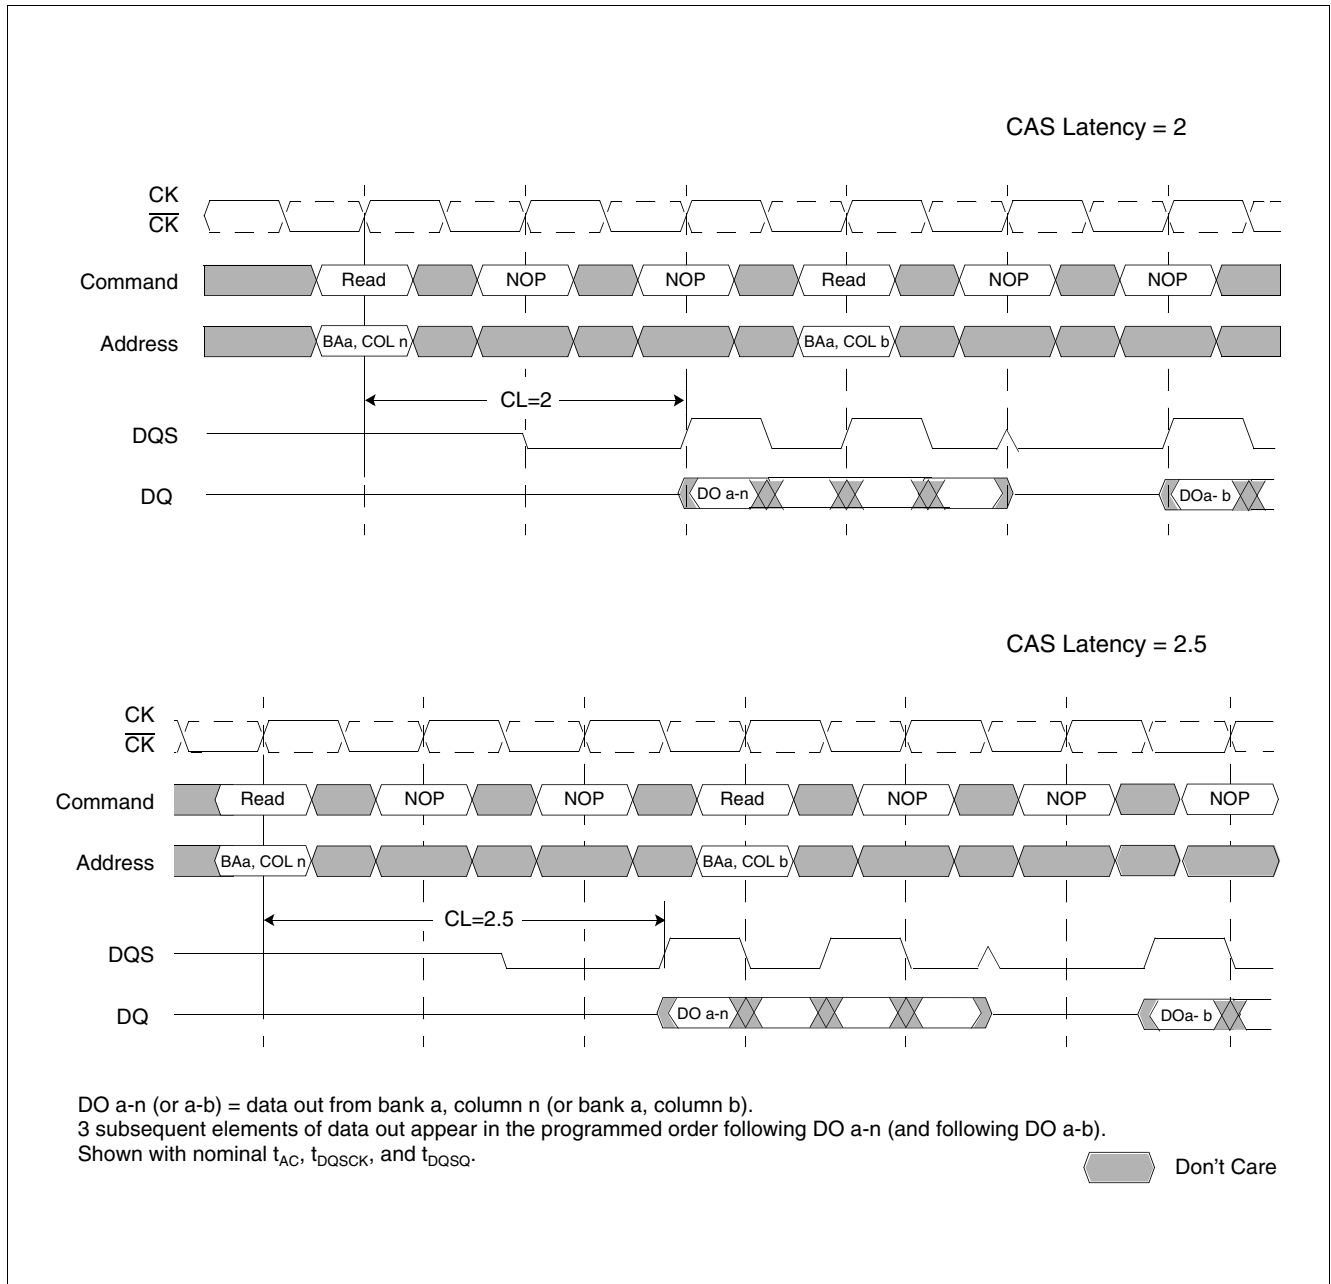 CAS Latency = 2
CK
CK
Command Read NOP NOP Read NOP NOP
Address BAa, COL n BAa, COL b
CL=2
DQS
DQ DO a-n DOa- b
CAS Latency = 2.5
CK
CK
Command Read NOP NOP Read NOP NOP NOP
Address BAa, COL n BAa, COL b
CL=2.5
DQS
DQ DO a-n DOa- b
DO a-n (or a-b) = data out from bank a, column n (or bank a, column b).
3 subsequent elements of data out appear in the programmed order following DO a-n (and following DO a-b).
Shown with nominal tAC, tDQSCK, and tDQSQ.
Don't Care